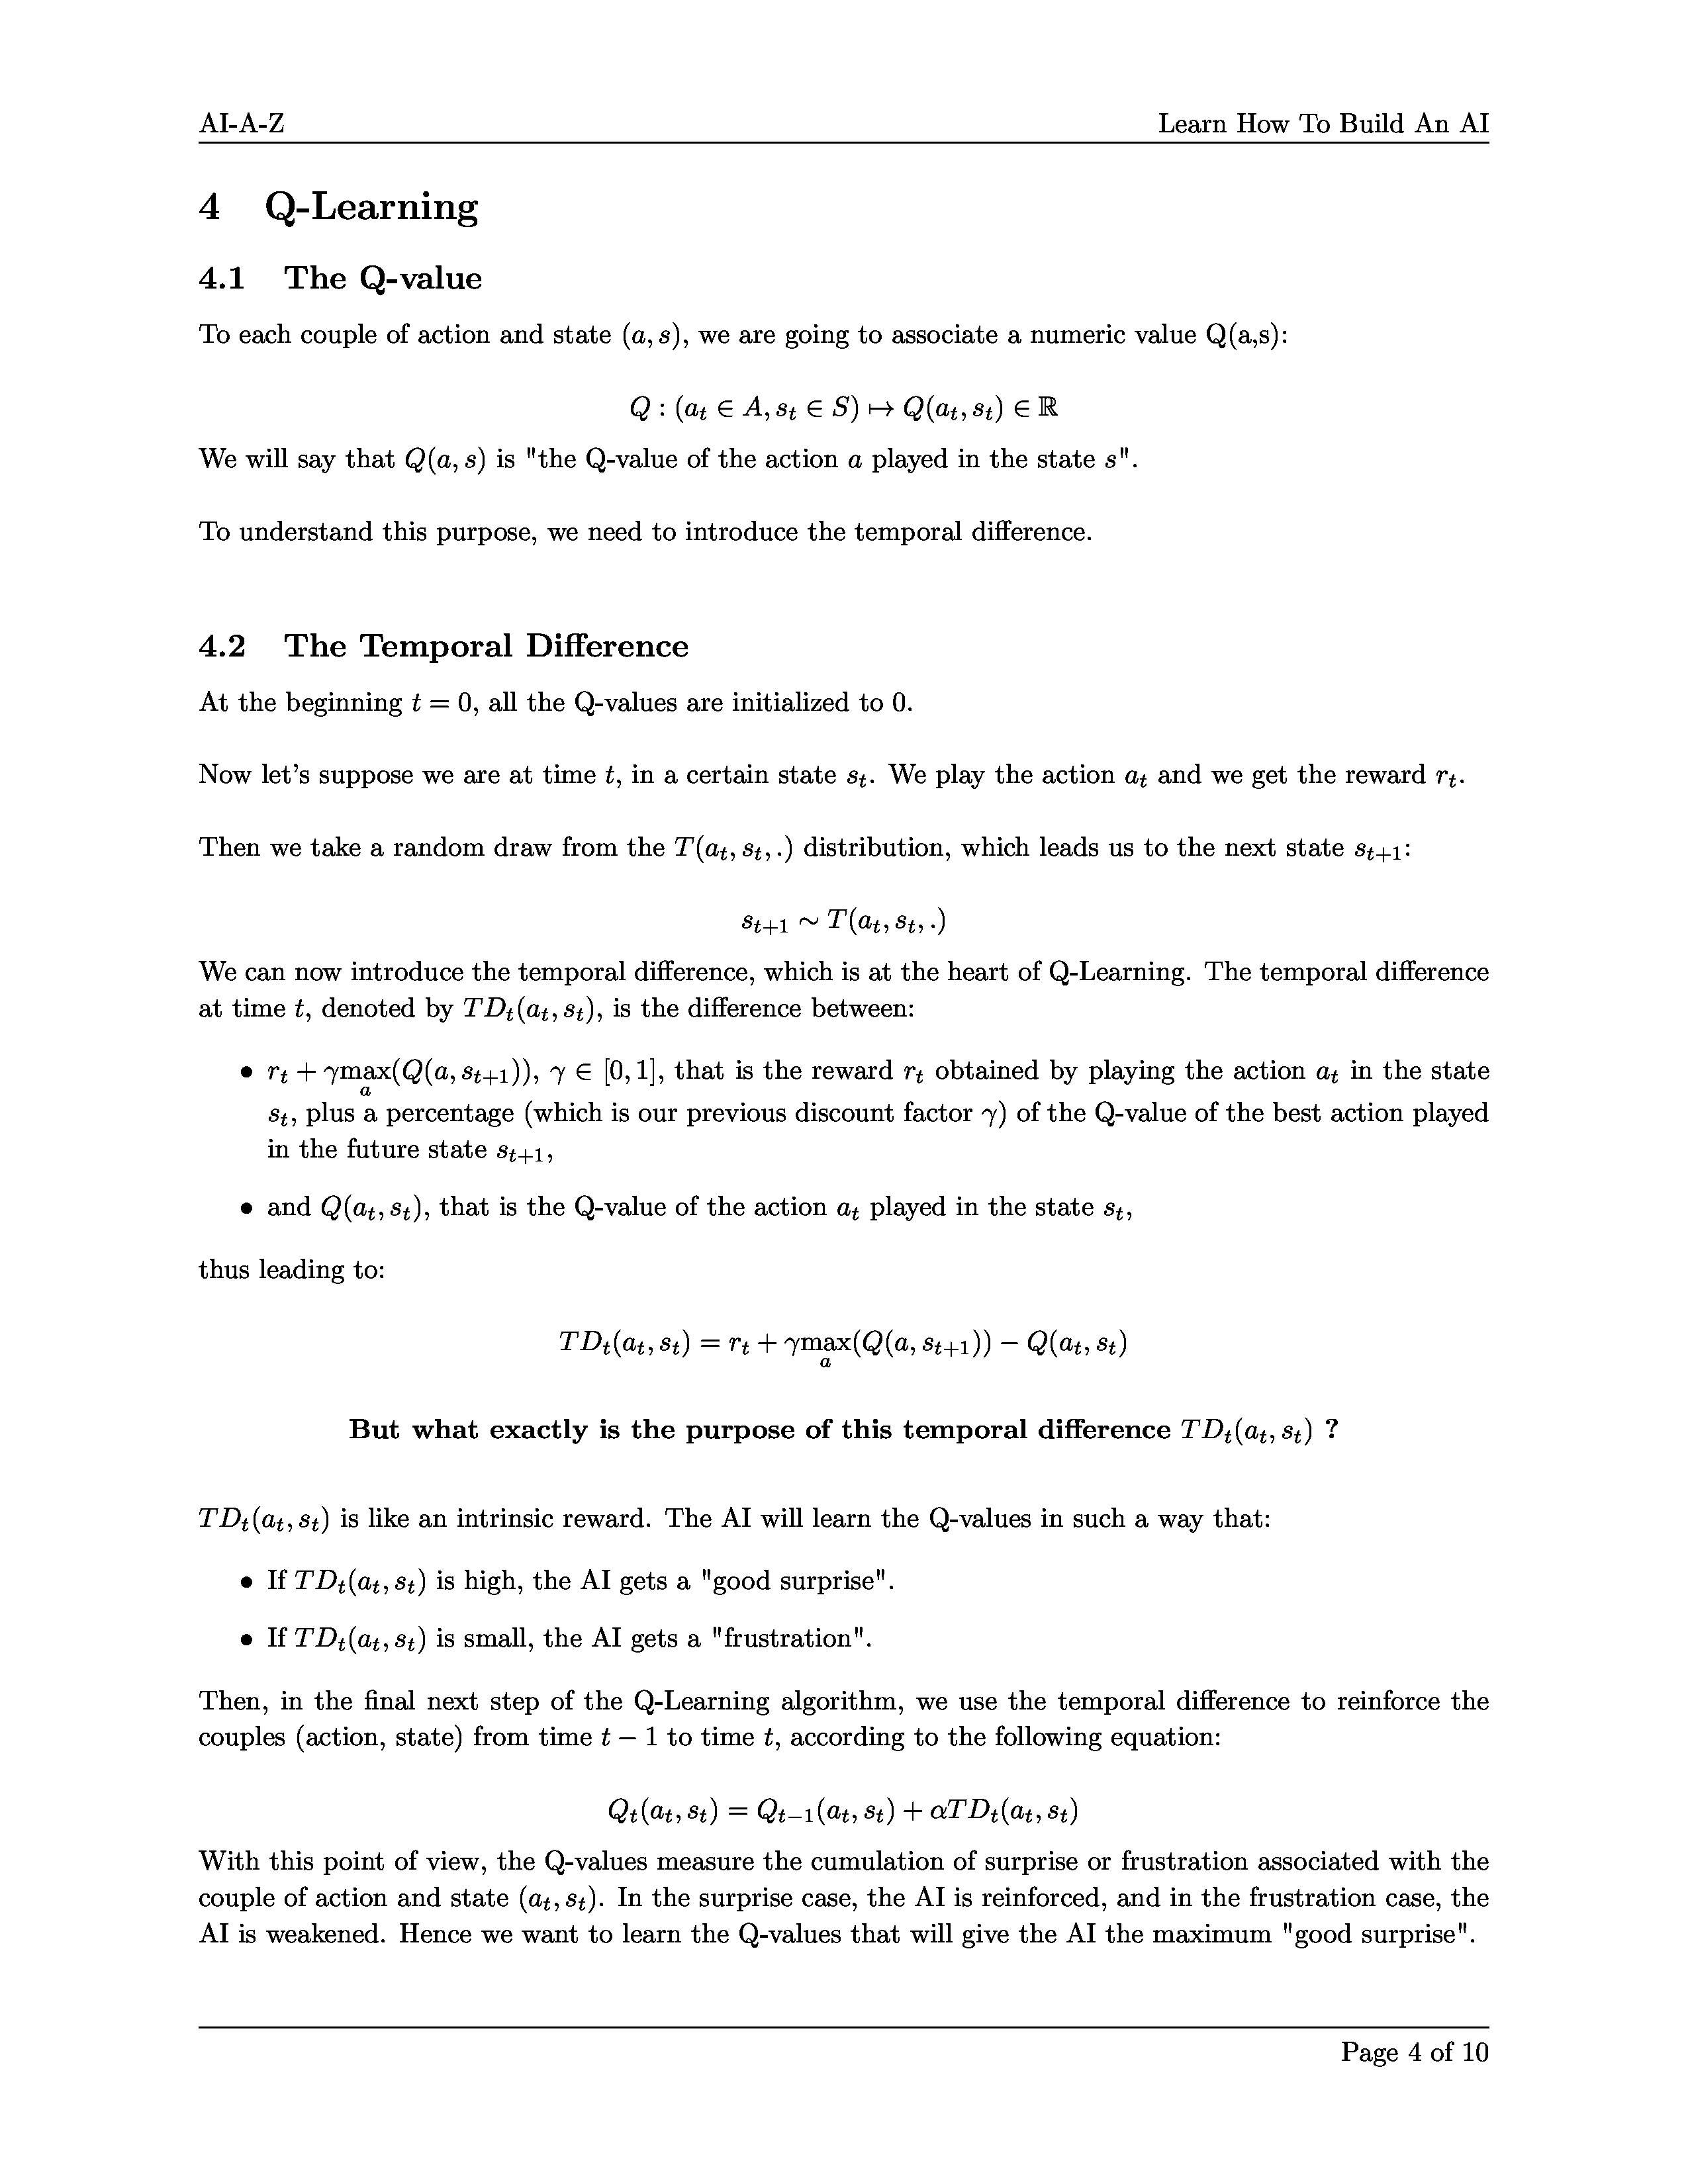 AI-A-Z Learn How To Build An AI
4 Q-Learning
4.1 The Q-value
To each couple of action and state (a, s), we are going to associate a numeric value Q(a,s):
Q : (a_t ∈ A, s_t ∈ S) ↦ Q(a_t, s_t) ∈ ℝ
We will say that Q(a, s) is "the Q-value of the action a played in the state s".
To understand this purpose, we need to introduce the temporal difference.
4.2 The Temporal Difference
At the beginning t = 0, all the Q-values are initialized to 0.
Now let's suppose we are at time t, in a certain state s_t. We play the action a_t and we get the reward r_t.
Then we take a random draw from the T(a_t, s_t, .) distribution, which leads us to the next state s_{t+1}:
s_{t+1} ∼ T(a_t, s_t, .)
We can now introduce the temporal difference, which is at the heart of Q-Learning. The temporal difference
at time t, denoted by TD_t(a_t, s_t), is the difference between:
• r_t + γ max_a (Q(a, s_{t+1})), γ ∈ [0, 1], that is the reward r_t obtained by playing the action a_t in the state
s_t, plus a percentage (which is our previous discount factor γ) of the Q-value of the best action played
in the future state s_{t+1},
• and Q(a_t, s_t), that is the Q-value of the action a_t played in the state s_t,
thus leading to:
TD_t(a_t, s_t) = r_t + γ max_a (Q(a, s_{t+1})) − Q(a_t, s_t)
But what exactly is the purpose of this temporal difference TD_t(a_t, s_t) ?
TD_t(a_t, s_t) is like an intrinsic reward. The AI will learn the Q-values in such a way that:
• If TD_t(a_t, s_t) is high, the AI gets a "good surprise".
• If TD_t(a_t, s_t) is small, the AI gets a "frustration".
Then, in the final next step of the Q-Learning algorithm, we use the temporal difference to reinforce the
couples (action, state) from time t − 1 to time t, according to the following equation:
Q_t(a_t, s_t) = Q_{t−1}(a_t, s_t) + αTD_t(a_t, s_t)
With this point of view, the Q-values measure the cumulation of surprise or frustration associated with the
couple of action and state (a_t, s_t). In the surprise case, the AI is reinforced, and in the frustration case, the
AI is weakened. Hence we want to learn the Q-values that will give the AI the maximum "good surprise".
Page 4 of 10